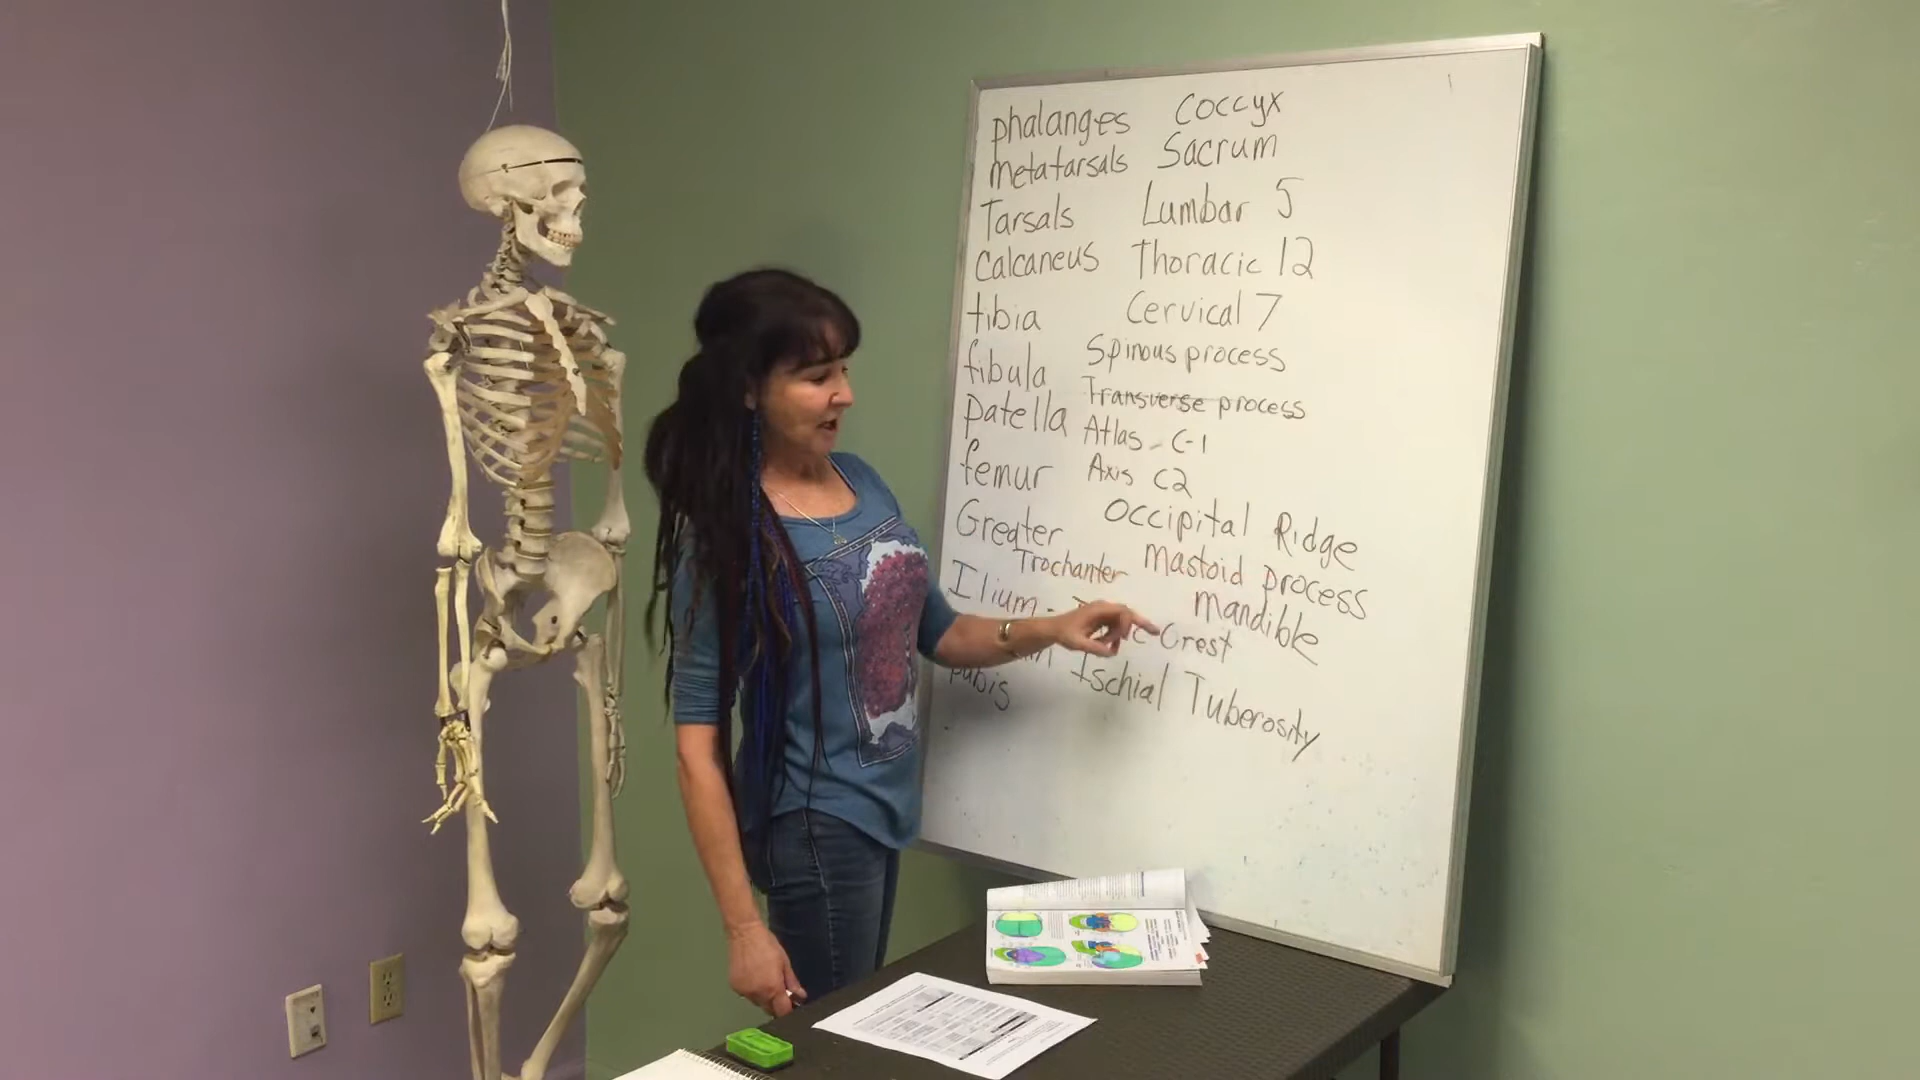 phalanges
metatarsals
Tarsals
Calcaneus
tibia
fibula
patella
femur
Greater
Trochanter
Ilium - Crest
pubis
Ischial Tuberosity
Coccyx
Sacrum
Lumbar 5
Thoracic 12
Cervical 7
Spinous process
Transverse process
Atlas - C-1
Axis C2
Occipital Ridge
Mastoid process
Mandible